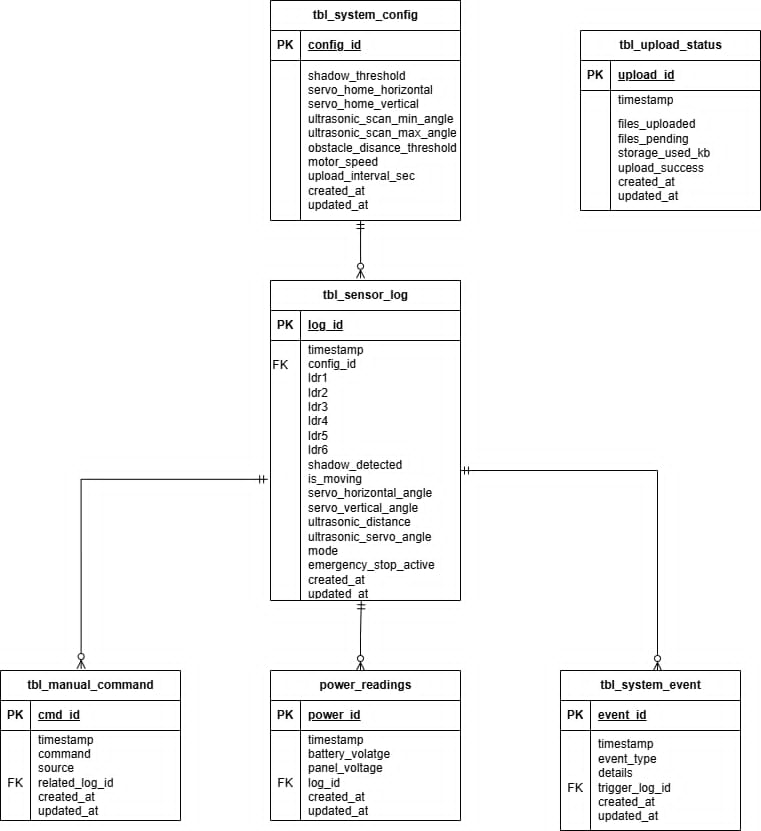 tbl_system_config
PK config_id
shadow_threshold
servo_home_horizontal
servo_home_vertical
ultrasonic_scan_min_angle
ultrasonic_scan_max_angle
obstacle_disance_threshold
motor_speed
upload_interval_sec
created_at
updated_at
tbl_upload_status
PK upload_id
timestamp
files_uploaded
files_pending
storage_used_kb
upload_success
created_at
updated_at
tbl_sensor_log
PK log_id
timestamp
FK config_id
ldr1
ldr2
ldr3
ldr4
ldr5
ldr6
shadow_detected
is_moving
servo_horizontal_angle
servo_vertical_angle
ultrasonic_distance
ultrasonic_servo_angle
mode
emergency_stop_active
created_at
updated_at
tbl_manual_command
PK cmd_id
timestamp
command
source
FK related_log_id
created_at
updated_at
power_readings
PK power_id
timestamp
battery_volatge
panel_voltage
FK log_id
created_at
updated_at
tbl_system_event
PK event_id
timestamp
event_type
details
FK trigger_log_id
created_at
updated_at